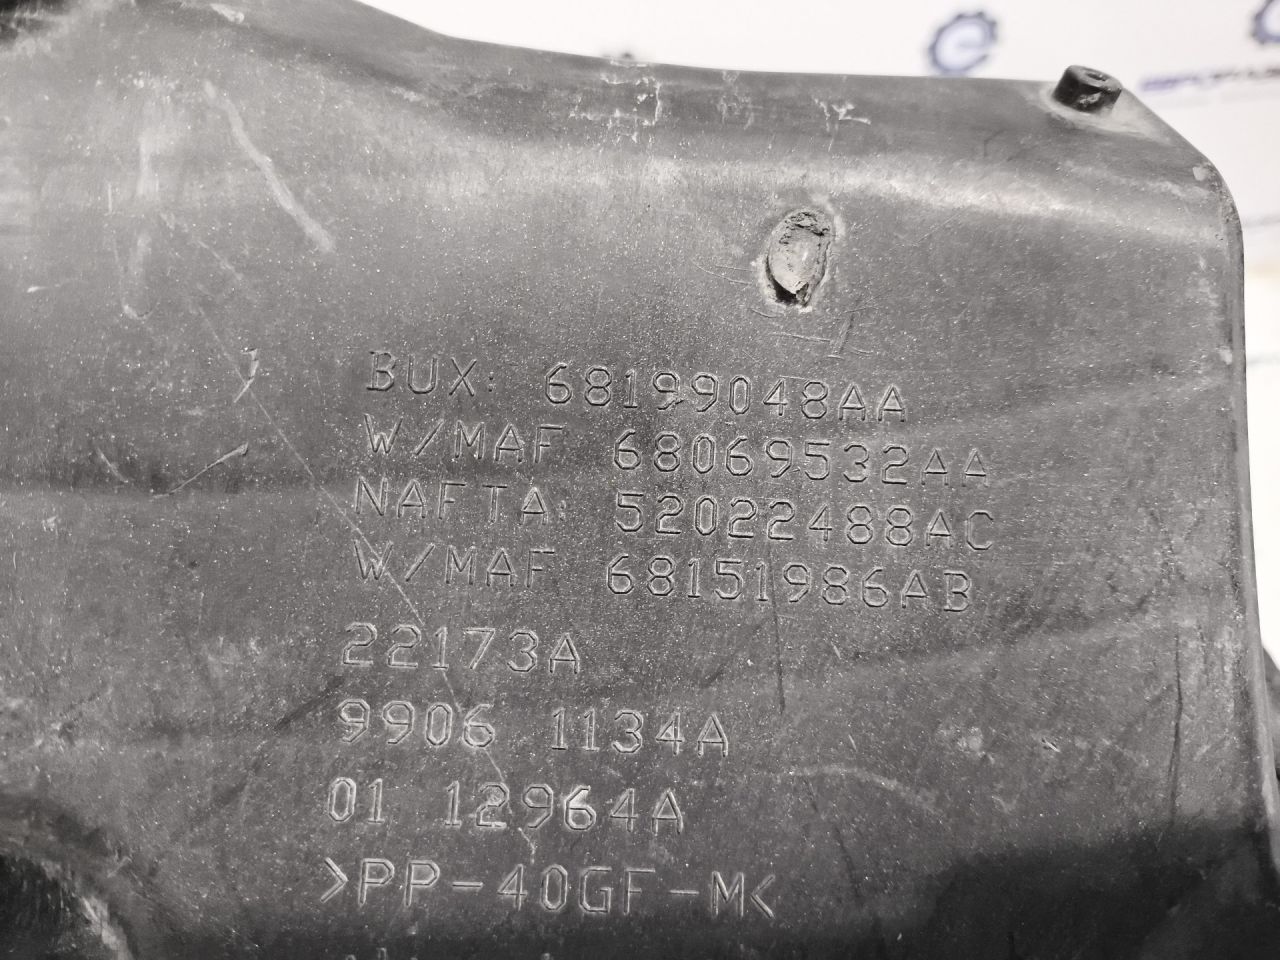 BUX: 68199048AA
W/MAF 68069532AA
NAFTA: 52022488AC
W/MAF 68151986AB
22173A
9906 1134A
01 12964A
>PP-40GF-M<